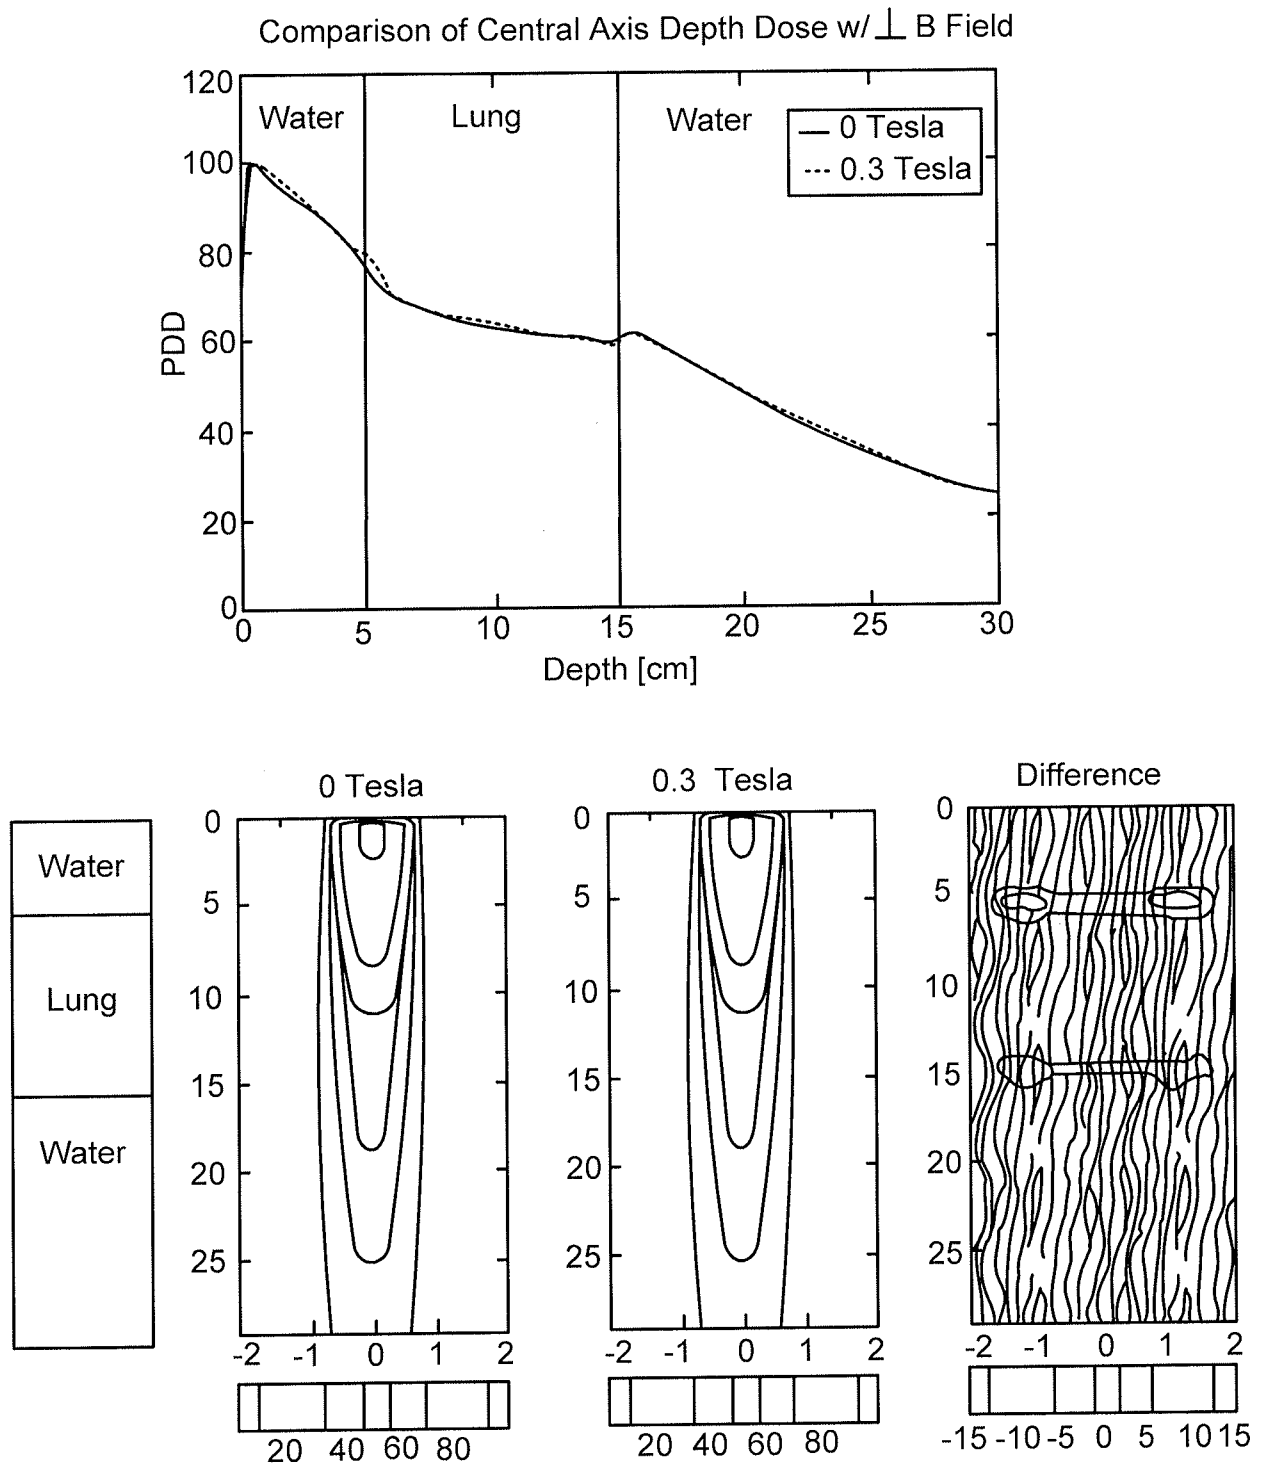 Comparison of Central Axis Depth Dose w/ ⊥ B Field
120
Water
Lung
Water
0 Tesla
0.3 Tesla
100
80
PDD
60
40
20
0
0 5 10 15 20 25 30
Depth [cm]
0 Tesla
0.3 Tesla
Difference
Water
Lung
Water
0
5
10
15
20
25
-2 -1 0 1 2
20 40 60 80
0
5
10
15
20
25
-2 -1 0 1 2
20 40 60 80
0
5
10
15
20
25
-2 -1 0 1 2
-15 -10 -5 0 5 10 15